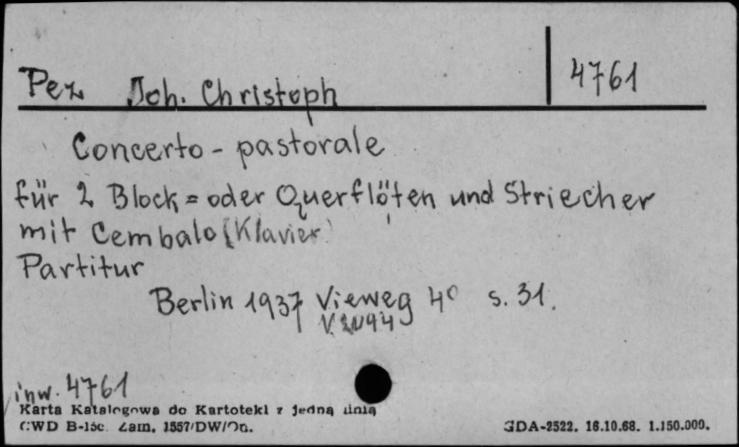 Pez Joh. Christoph 4761
Concerto - pastorale
für 2 Block= oder Querflöten und Striecher
mit Cembalo (Klavier)
Partitur
Berlin 1937 Vieweg 4° s. 31.
inw. 4761
Karta Katalogowa do Kartoteki z jedną linią
CWD B-15c Zam. 1557/DW/
GDA-2522. 16.10.68. 1.150.000.